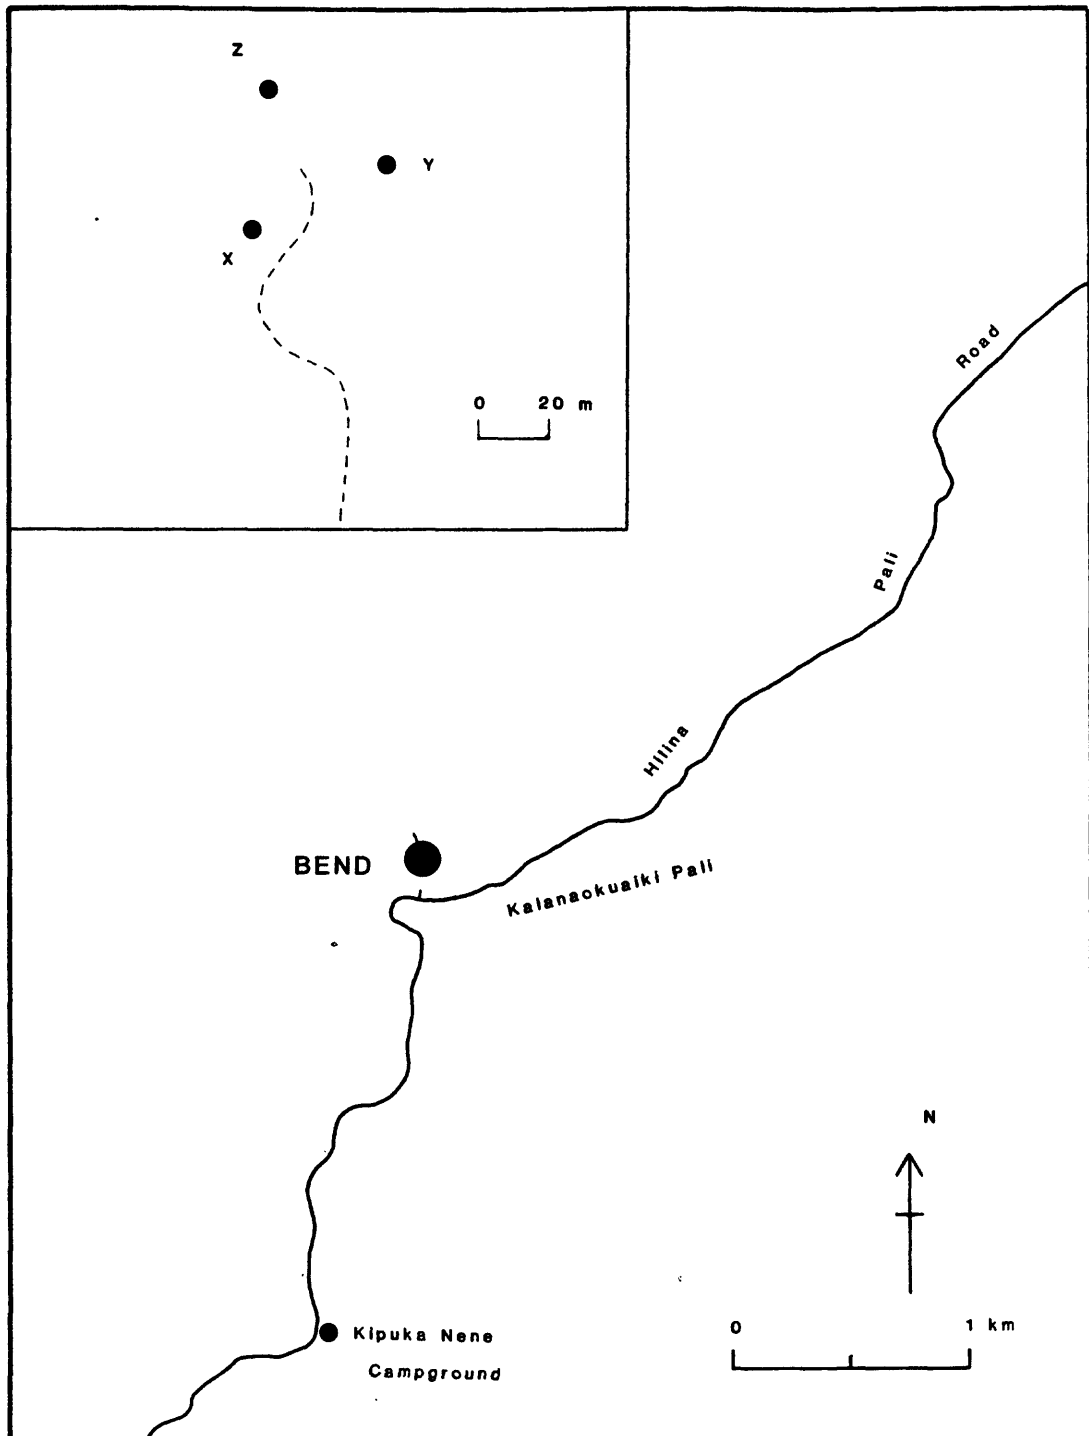 Z
Y
X
0 20 m
Road
Pali
Hilina
BEND
Kalanaokuaiki Pali
N
0 1 km
Kipuka Nene
Campground